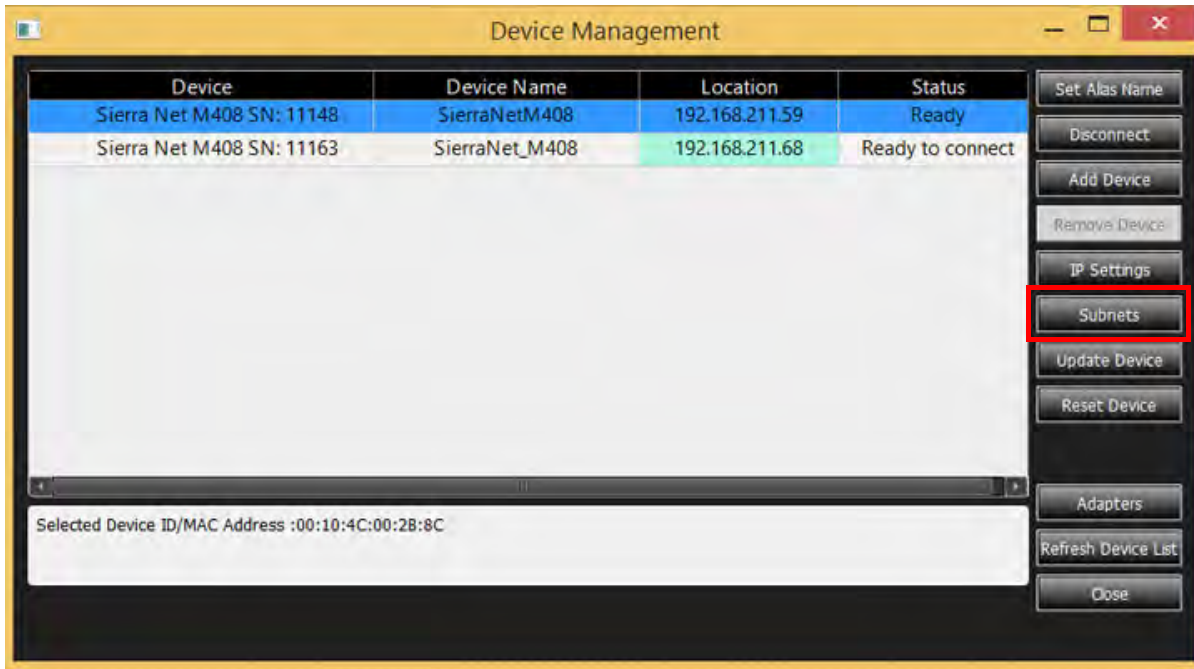 Device Management
Device Device Name Location Status
Sierra Net M408 SN: 11148 SierraNetM408 192.168.211.59 Ready
Sierra Net M408 SN: 11163 SierraNet_M408 192.168.211.68 Ready to connect
Set Alias Name
Disconnect
Add Device
Remove Device
IP Settings
Subnets
Update Device
Reset Device
Adapters
Refresh Device List
Close
Selected Device ID/MAC Address :00:10:4C:00:2B:8C